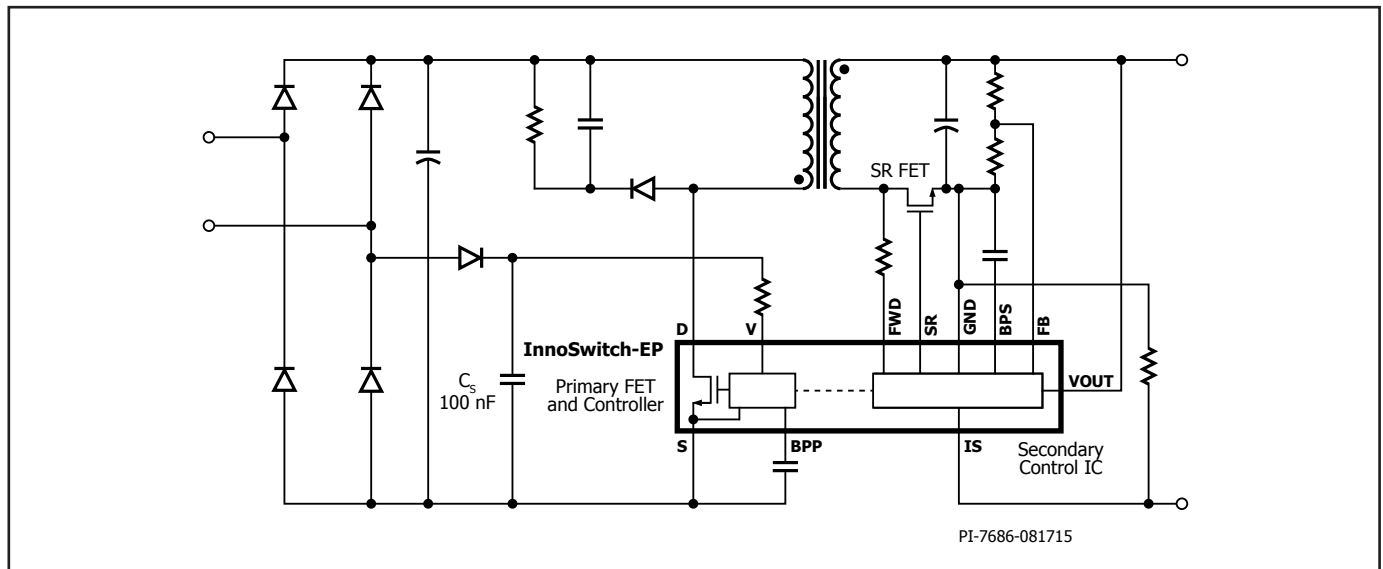 SR FET
FWD
SR
GND
BPS
FB
D
V
InnoSwitch-EP
Primary FET
and Controller
VOUT
C_S
100 nF
S
BPP
IS
Secondary
Control IC
PI-7686-081715